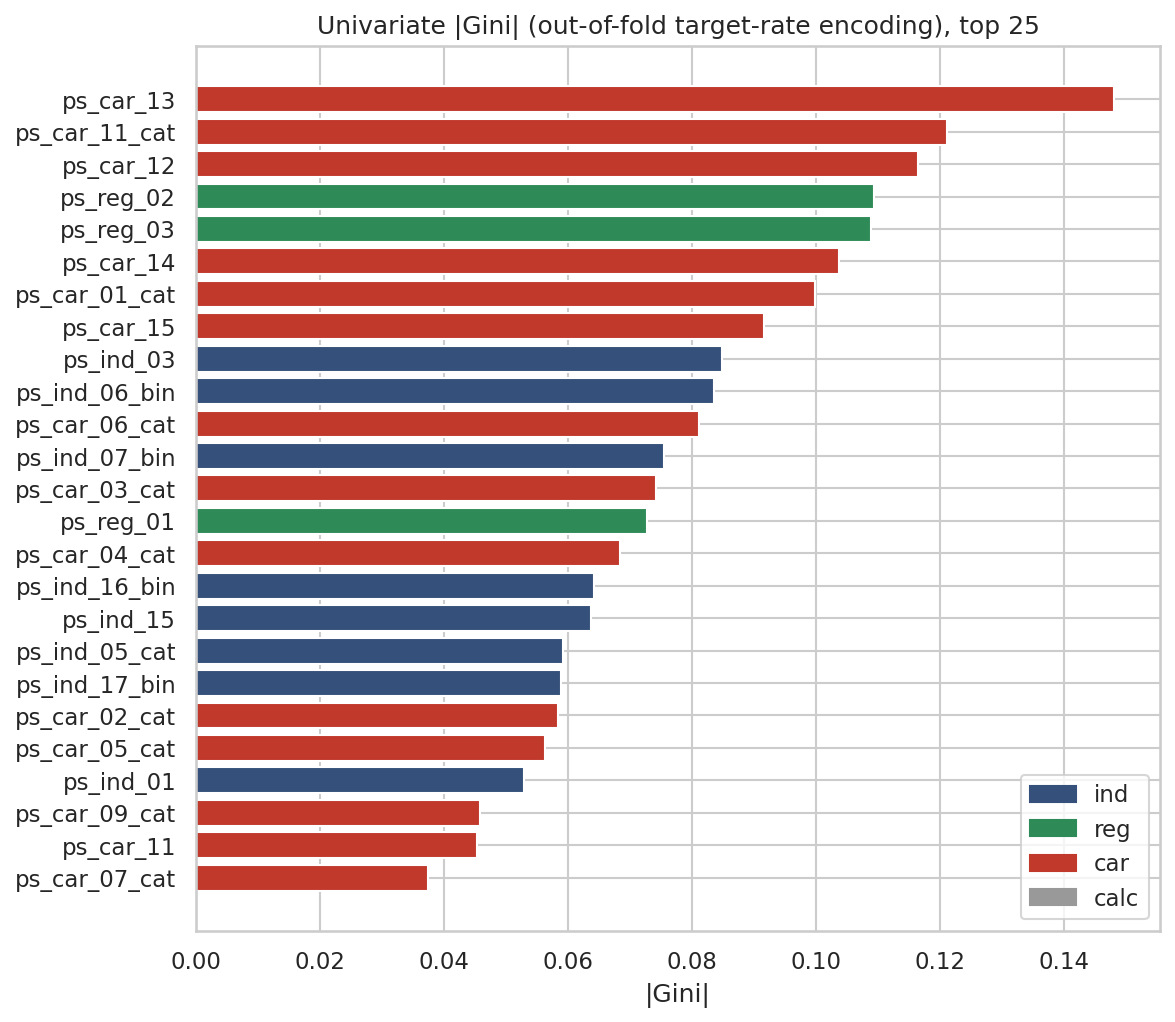 Univariate |Gini| (out-of-fold target-rate encoding), top 25
ps_car_13
ps_car_11_cat
ps_car_12
ps_reg_02
ps_reg_03
ps_car_14
ps_car_01_cat
ps_car_15
ps_ind_03
ps_ind_06_bin
ps_car_06_cat
ps_ind_07_bin
ps_car_03_cat
ps_reg_01
ps_car_04_cat
ps_ind_16_bin
ps_ind_15
ps_ind_05_cat
ps_ind_17_bin
ps_car_02_cat
ps_car_05_cat
ps_ind_01
ps_car_09_cat
ps_car_11
ps_car_07_cat
ind
reg
car
calc
0.00 0.02 0.04 0.06 0.08 0.10 0.12 0.14
|Gini|